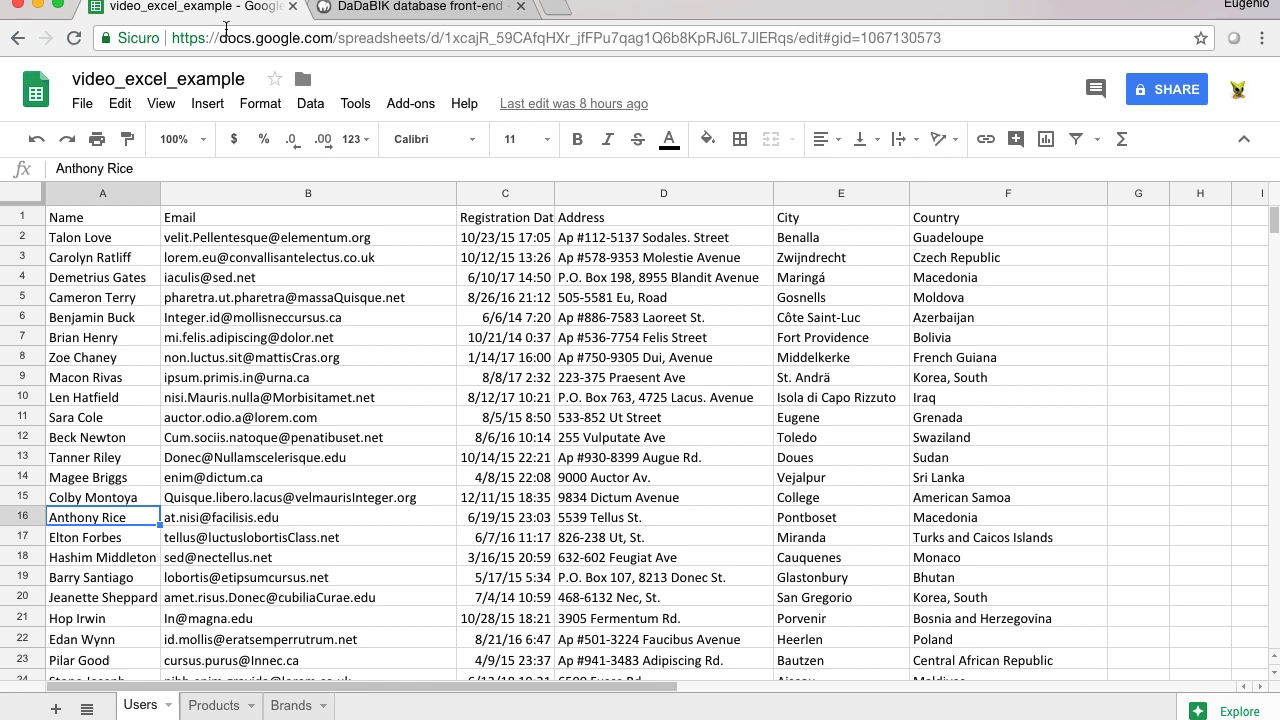 video_excel_example - Google
DaDaBIK database front-end -
Eugenio
Sicuro | https://docs.google.com/spreadsheets/d/1xcajR_59CAfqHXr_jfFPu7qag1Q6b8KpRJ6L7JlERqs/edit#gid=1067130573
video_excel_example
SHARE
File Edit View Insert Format Data Tools Add-ons Help Last edit was 8 hours ago
100% $ % .0 .00 123 Calibri 11 B I S A Σ
fx Anthony Rice
A B C D E F G H I
1 Name Email Registration Dat Address City Country
2 Talon Love velit.Pellentesque@elementum.org 10/23/15 17:05 Ap #112-5137 Sodales. Street Benalla Guadeloupe
3 Carolyn Ratliff lorem.eu@convallisantelectus.co.uk 10/12/15 13:26 Ap #578-9353 Molestie Avenue Zwijndrecht Czech Republic
4 Demetrius Gates iaculis@sed.net 6/10/17 14:50 P.O. Box 198, 8955 Blandit Avenue Maringá Macedonia
5 Cameron Terry pharetra.ut.pharetra@massaQuisque.net 8/26/16 21:12 505-5581 Eu, Road Gosnells Moldova
6 Benjamin Buck Integer.id@mollisneccursus.ca 6/6/14 7:20 Ap #886-7583 Laoreet St. Côte Saint-Luc Azerbaijan
7 Brian Henry mi.felis.adipiscing@dolor.net 10/21/14 0:37 Ap #536-7754 Felis Street Fort Providence Bolivia
8 Zoe Chaney non.luctus.sit@mattisCras.org 1/14/17 16:00 Ap #750-9305 Dui, Avenue Middelkerke French Guiana
9 Macon Rivas ipsum.primis.in@urna.ca 8/8/17 2:32 223-375 Praesent Ave St. Andrä Korea, South
10 Len Hatfield nisi.Mauris.nulla@Morbisitamet.net 8/12/17 10:21 P.O. Box 763, 4725 Lacus. Avenue Isola di Capo Rizzuto Iraq
11 Sara Cole auctor.odio.a@lorem.com 8/5/15 8:50 533-852 Ut Street Eugene Grenada
12 Beck Newton Cum.sociis.natoque@penatibuset.net 8/6/16 10:14 255 Vulputate Ave Toledo Swaziland
13 Tanner Riley Donec@Nullamscelerisque.edu 10/14/15 22:21 Ap #930-8399 Augue Rd. Doues Sudan
14 Magee Briggs enim@dictum.ca 4/8/15 22:08 9000 Auctor Av. Vejalpur Sri Lanka
15 Colby Montoya Quisque.libero.lacus@velmaurisInteger.org 12/11/15 18:35 9834 Dictum Avenue College American Samoa
16 Anthony Rice at.nisi@facilisis.edu 6/19/15 23:03 5539 Tellus St. Pontboset Macedonia
17 Elton Forbes tellus@luctuslobortisClass.net 6/7/16 11:17 826-238 Ut, St. Miranda Turks and Caicos Islands
18 Hashim Middleton sed@nectellus.net 3/16/15 20:59 632-602 Feugiat Ave Cauquenes Monaco
19 Barry Santiago lobortis@etipsumcursus.net 5/17/15 5:34 P.O. Box 107, 8213 Donec St. Glastonbury Bhutan
20 Jeanette Sheppard amet.risus.Donec@cubiliaCurae.edu 7/4/14 10:59 468-6132 Nec, St. San Gregorio Korea, South
21 Hop Irwin In@magna.edu 10/28/15 18:21 3905 Fermentum Rd. Porvenir Bosnia and Herzegovina
22 Edan Wynn id.mollis@eratsemperrutrum.net 8/21/16 6:47 Ap #501-3224 Faucibus Avenue Heerlen Poland
23 Pilar Good cursus.purus@Innec.ca 4/9/15 23:37 Ap #941-3483 Adipiscing Rd. Bautzen Central African Republic
Users Products Brands Explore